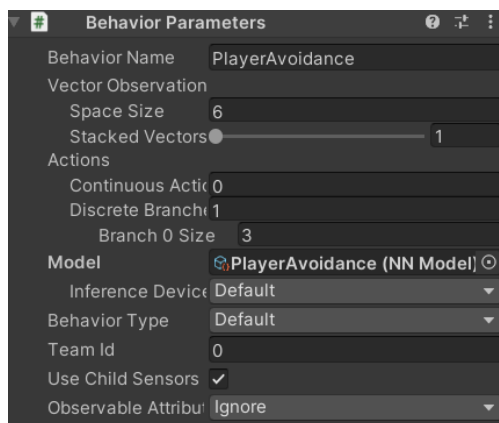 # Behavior Parameters
Behavior Name PlayerAvoidance
Vector Observation
Space Size 6
Stacked Vectors 1
Actions
Continuous Actic 0
Discrete Branche 1
Branch 0 Size 3
Model PlayerAvoidance (NN Model)
Inference Device Default
Behavior Type Default
Team Id 0
Use Child Sensors
Observable Attribut Ignore